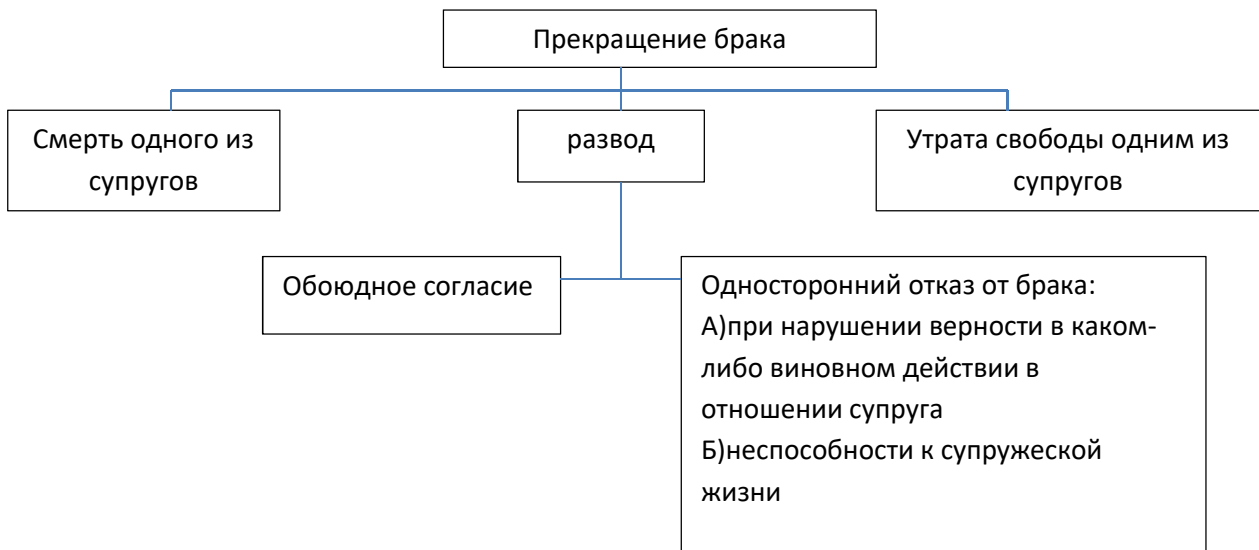 Прекращение брака
Смерть одного из
супругов
развод
Утрата свободы одним из
супругов
Обоюдное согласие
Односторонний отказ от брака:
А)при нарушении верности в каком-
либо виновном действии в
отношении супруга
Б)неспособности к супружеской
жизни